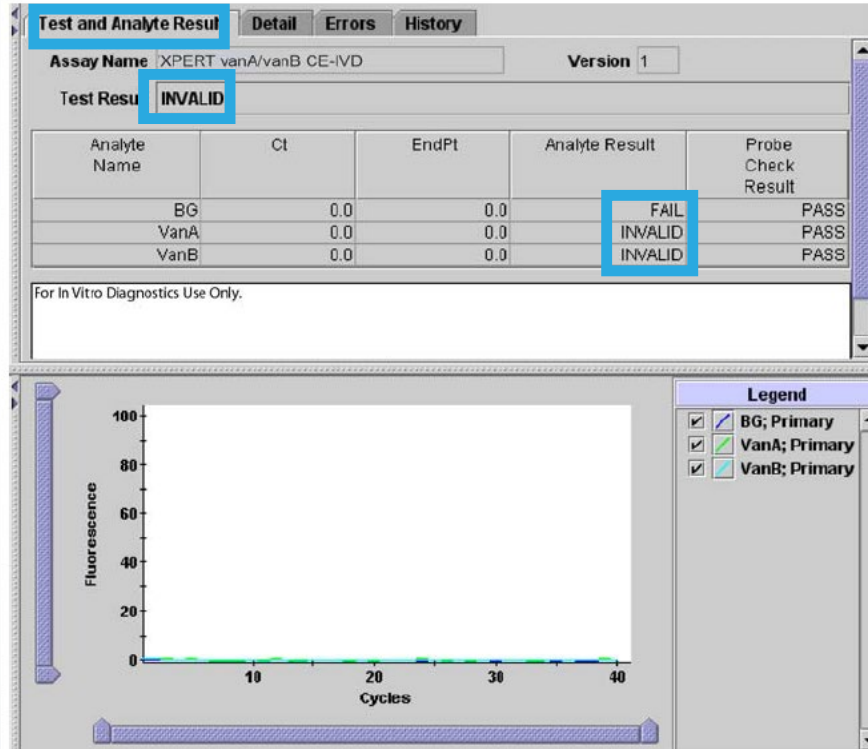 Test and Analyte Result Detail Errors History
Assay Name XPERT vanA/vanB CE-IVD Version 1
Test Resu INVALID
Analyte Name Ct EndPt Analyte Result Probe Check Result
BG 0.0 0.0 FAIL PASS
VanA 0.0 0.0 INVALID PASS
VanB 0.0 0.0 INVALID PASS
For In Vitro Diagnostics Use Only.
Legend
BG; Primary
VanA; Primary
VanB; Primary
Fluorescence
100
80
60
40
20
0
10 20 30 40
Cycles